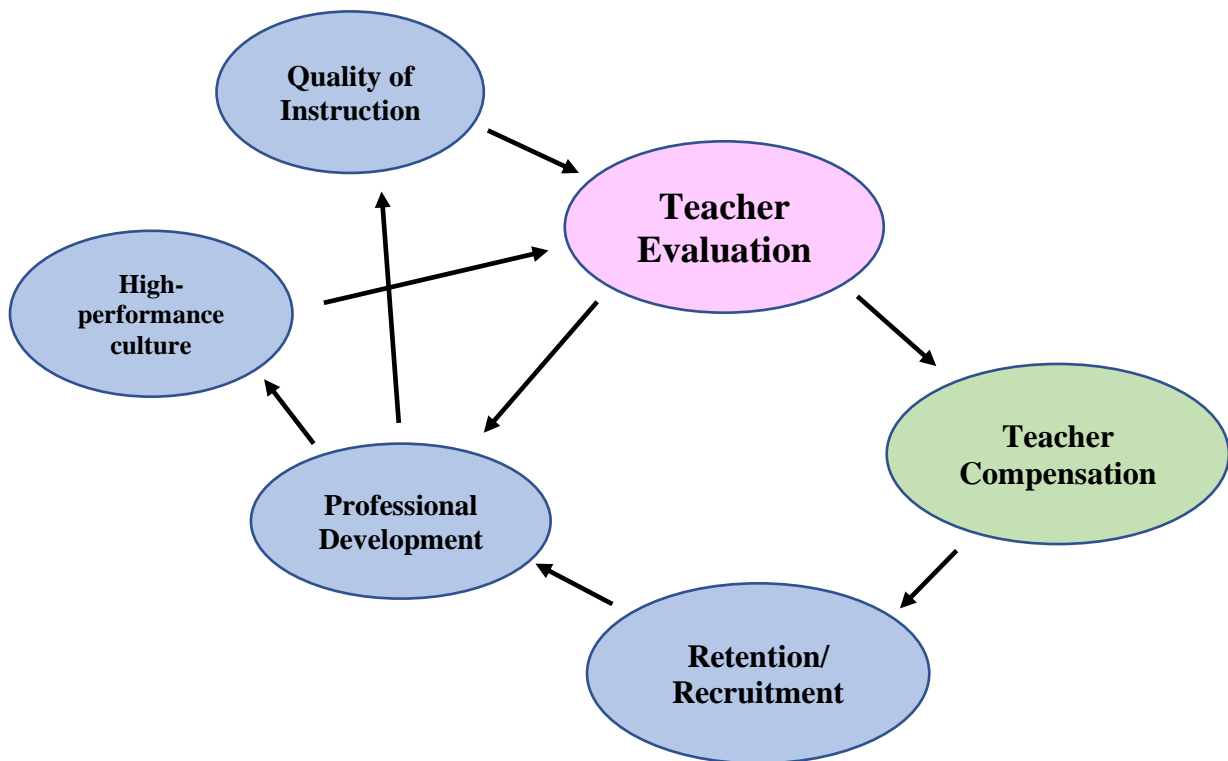 Quality of
Instruction
Teacher
Evaluation
High-
performance
culture
Teacher
Compensation
Professional
Development
Retention/
Recruitment